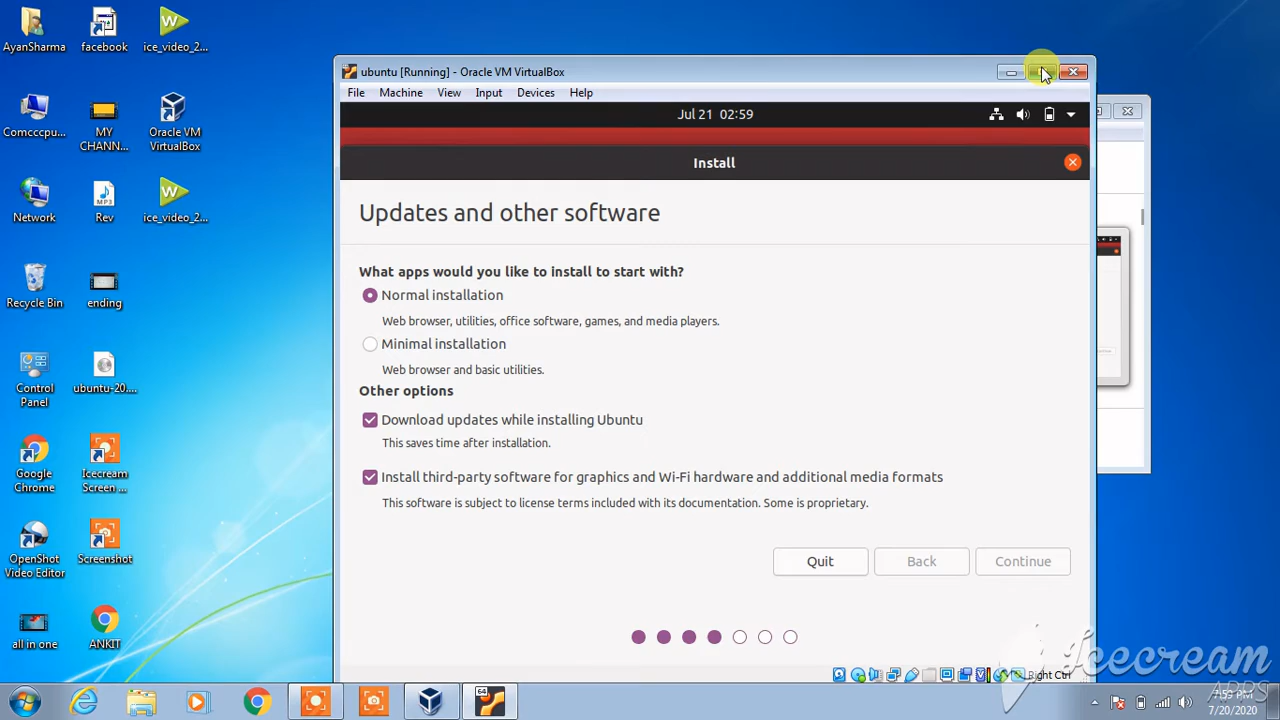 AyanSharma
facebook
ice_video_2...
ubuntu [Running] - Oracle VM VirtualBox
File Machine View Input Devices Help
Jul 21 02:59
Install
Comcccpu...
MY CHANN...
Oracle VM VirtualBox
Updates and other software
Network
Rev
ice_video_2...
What apps would you like to install to start with?
Normal installation
Web browser, utilities, office software, games, and media players.
Recycle Bin
ending
Minimal installation
Web browser and basic utilities.
Control Panel
ubuntu-20....
Other options
Download updates while installing Ubuntu
This saves time after installation.
Google Chrome
Icecream Screen ...
Install third-party software for graphics and Wi-Fi hardware and additional media formats
This software is subject to license terms included with its documentation. Some is proprietary.
OpenShot Video Editor
Screenshot
Quit Back Continue
all in one
ANKIT
Right Ctrl
Icecream
APPS
7:59 PM
7/20/2020